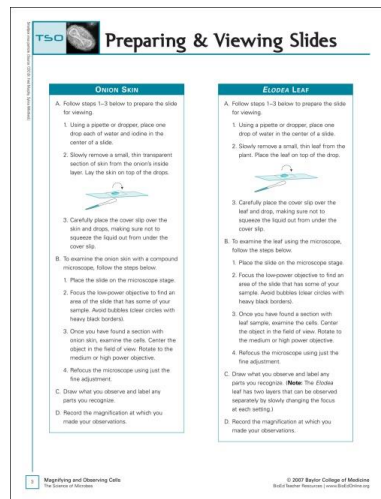 TSO
Preparing & Viewing Slides
ONION SKIN
A. Follow steps 1–3 below to prepare the slide
for viewing.
1. Using a pipette or dropper, place one
drop each of water and iodine in the
center of a slide.
2. Slowly remove a small, thin transparent
section of skin from the onion's inside
layer. Lay the skin on top of the drops.
3. Carefully place the cover slip over the
skin and drops, making sure not to
squeeze the liquid out from under the
cover slip.
B. To examine the onion skin with a compound
microscope, follow the steps below.
1. Place the slide on the microscope stage.
2. Focus the low-power objective to find an
area of the slide that has some of your
sample. Avoid bubbles (clear circles with
heavy black borders).
3. Once you have found a section with
onion skin, examine the cells. Center the
object in the field of view. Rotate to the
medium or high power objective.
4. Refocus the microscope using just the
fine adjustment.
C. Draw what you observe and label any
parts you recognize.
D. Record the magnification at which you
made your observations.
ELODEA LEAF
A. Follow steps 1–3 below to prepare the slide
for viewing.
1. Using a pipette or dropper, place one
drop of water in the center of a slide.
2. Slowly remove a small, thin leaf from the
plant. Place the leaf on top of the drop.
3. Carefully place the cover slip over the
leaf and drop, making sure not to
squeeze the liquid out from under the
cover slip.
B. To examine the leaf using the microscope,
follow the steps below.
1. Place the slide on the microscope stage.
2. Focus the low-power objective to find an
area of the slide that has some of your
sample. Avoid bubbles (clear circles with
heavy black borders).
3. Once you have found a section with
leaf sample, examine the cells. Center
the object in the field of view. Rotate to
the medium or high power objective.
4. Refocus the microscope using just the
fine adjustment.
C. Draw what you observe and label any
parts you recognize. (Note: The Elodea
leaf has two layers that can be observed
separately by slowly changing the focus
at each setting.)
D. Record the magnification at which you
made your observations.
Magnifying and Observing Cells
The Science of Microbes
© 2007 Baylor College of Medicine
BioEd Teacher Resources | www.BioEdOnline.org